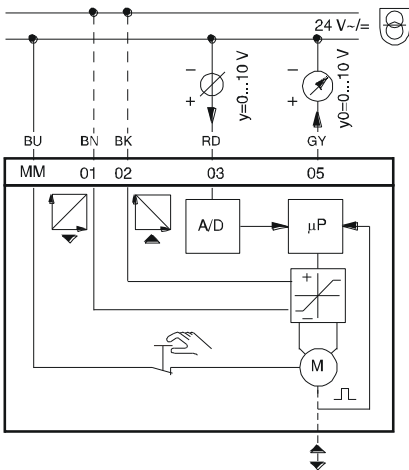 24 V~/=
−
+
y=0...10 V
−
+
y0=0...10 V
BU BN BK RD GY
MM 01 02 03 05
A/D
µP
+
−
M